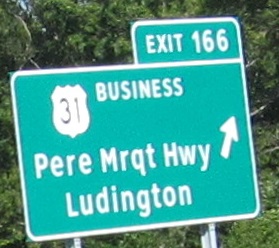 EXIT 166
BUSINESS
31
Pere Mrqt Hwy
Ludington